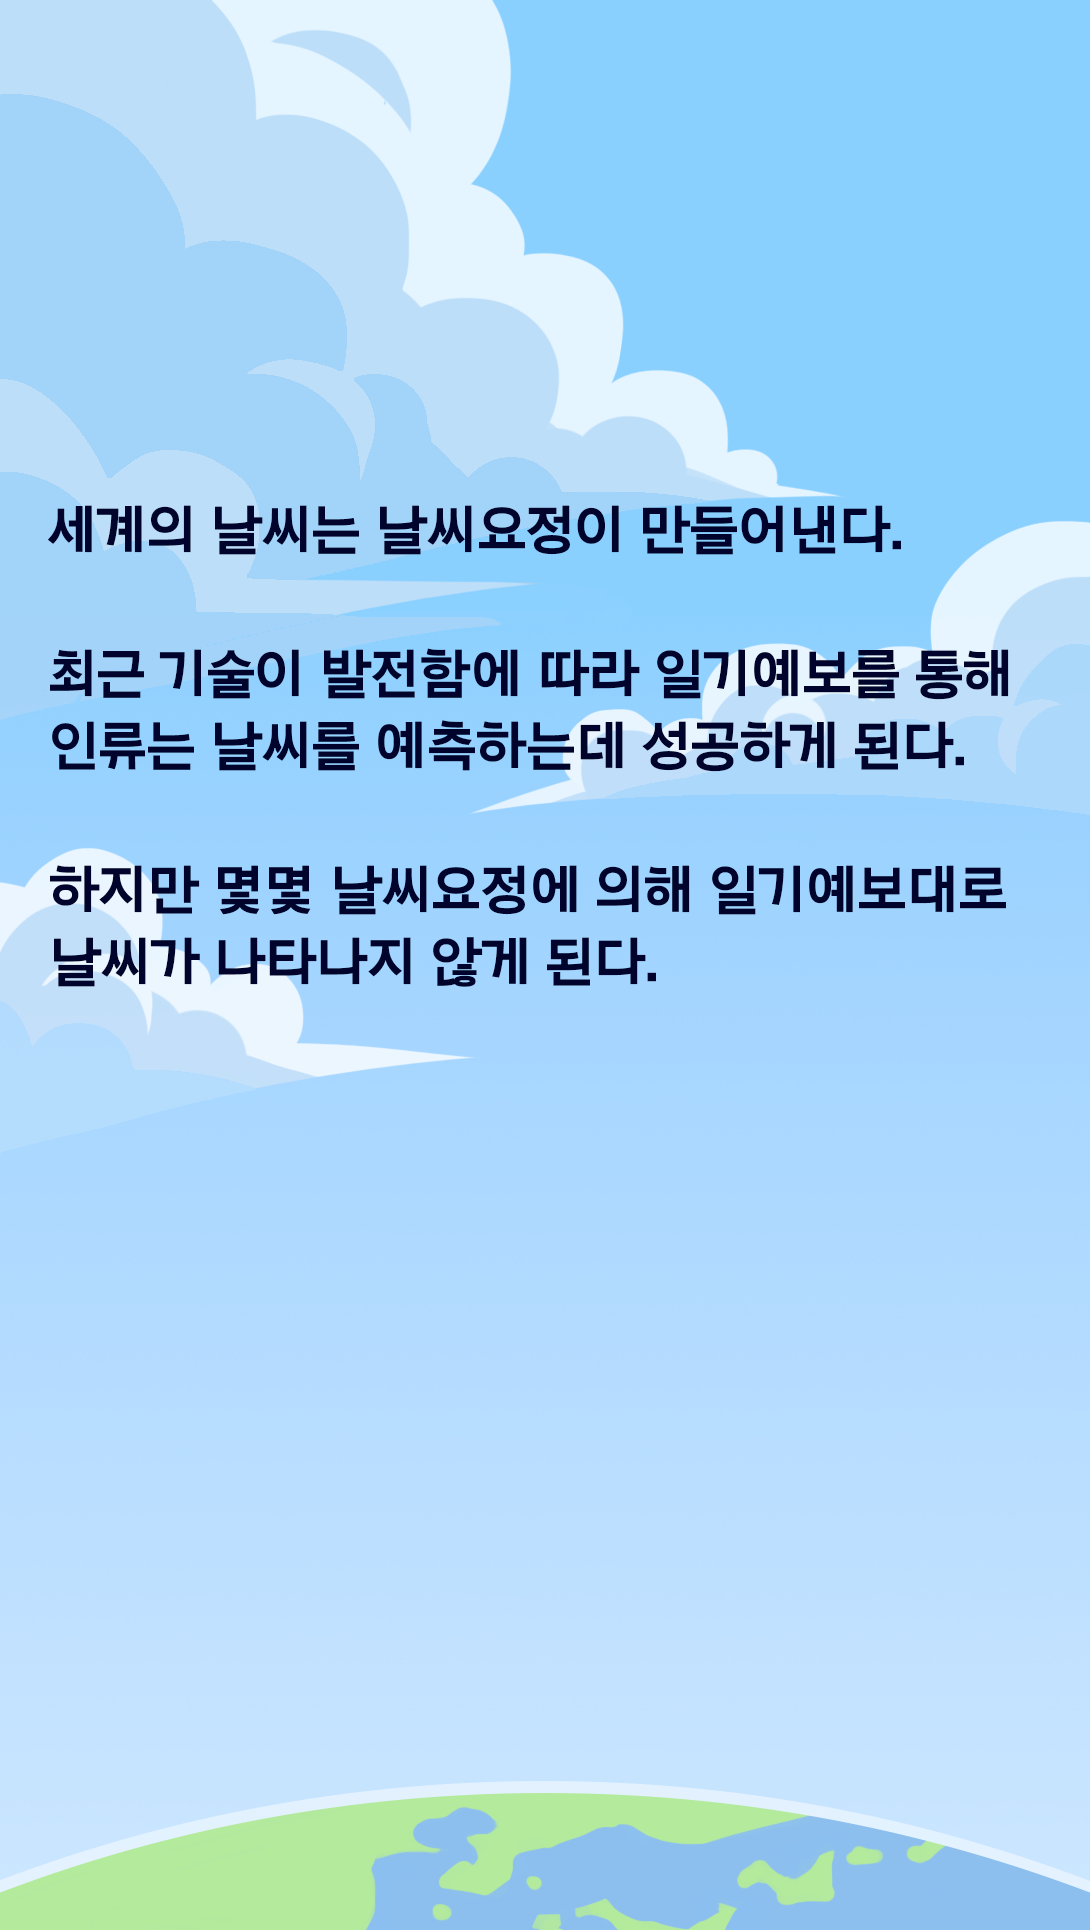 세계의 날씨는 날씨요정이 만들어낸다.
최근 기술이 발전함에 따라 일기예보를 통해
인류는 날씨를 예측하는데 성공하게 된다.
하지만 몇몇 날씨요정에 의해 일기예보대로
날씨가 나타나지 않게 된다.